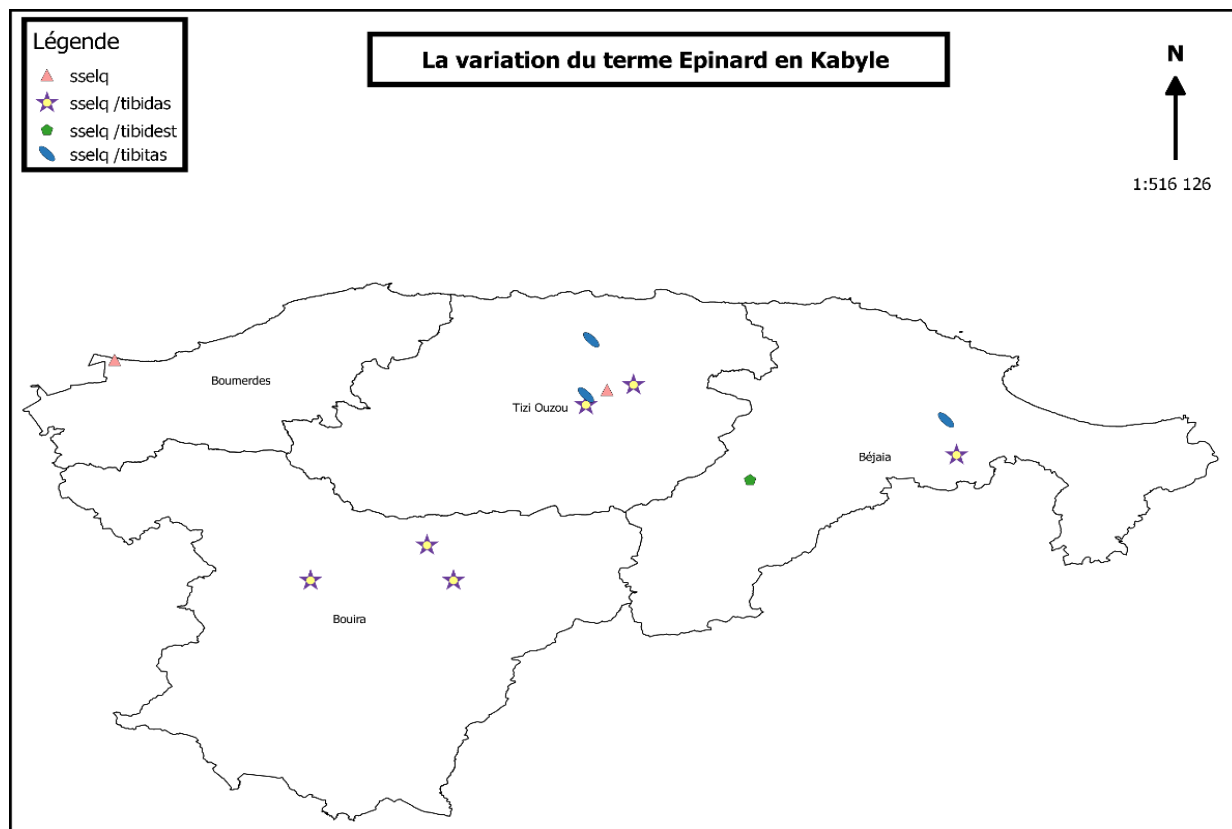 Légende
sselq
sselq /tibidas
sselq /tibidest
sselq /tibitas
La variation du terme Epinard en Kabyle
N
1:516 126
Boumerdes
Tizi Ouzou
Béjaia
Bouira